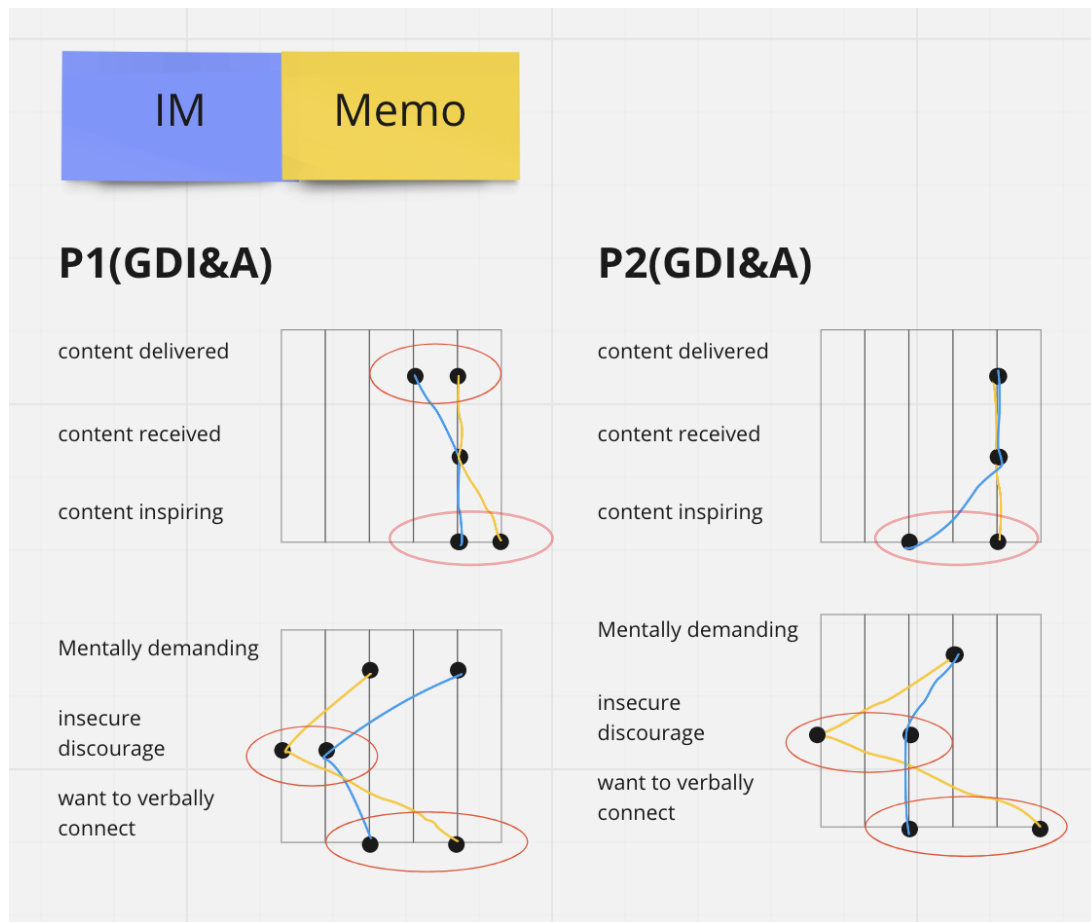 IM
Memo
P1(GDI&A)
content delivered
content received
content inspiring
Mentally demanding
insecure
discourage
want to verbally
connect
P2(GDI&A)
content delivered
content received
content inspiring
Mentally demanding
insecure
discourage
want to verbally
connect